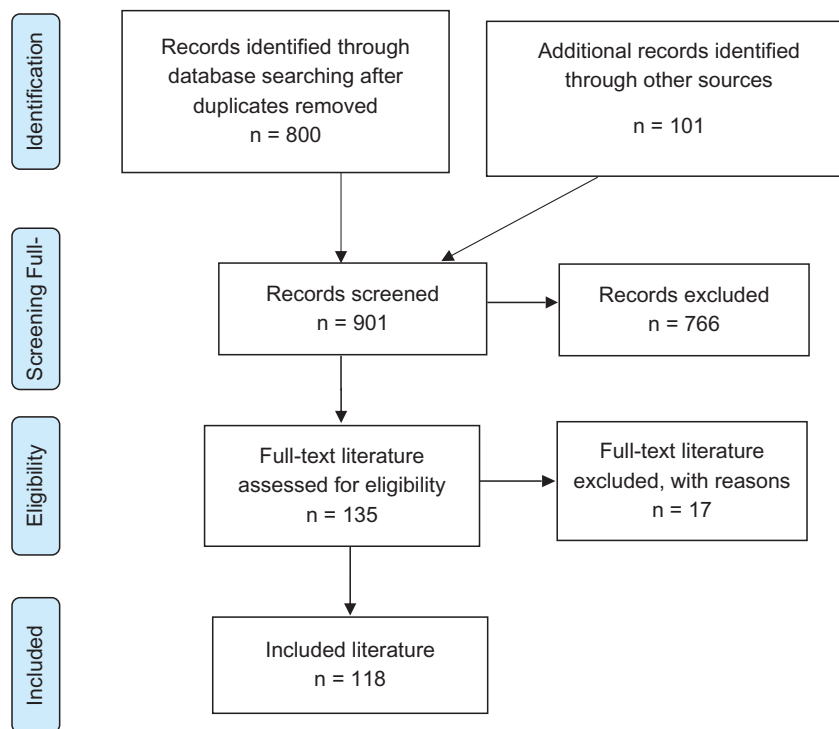 Identification
Records identified through
database searching after
duplicates removed
n = 800
Additional records identified
through other sources
n = 101
Screening Full-
Records screened
n = 901
Records excluded
n = 766
Eligibility
Full-text literature
assessed for eligibility
n = 135
Full-text literature
excluded, with reasons
n = 17
Included
Included literature
n = 118